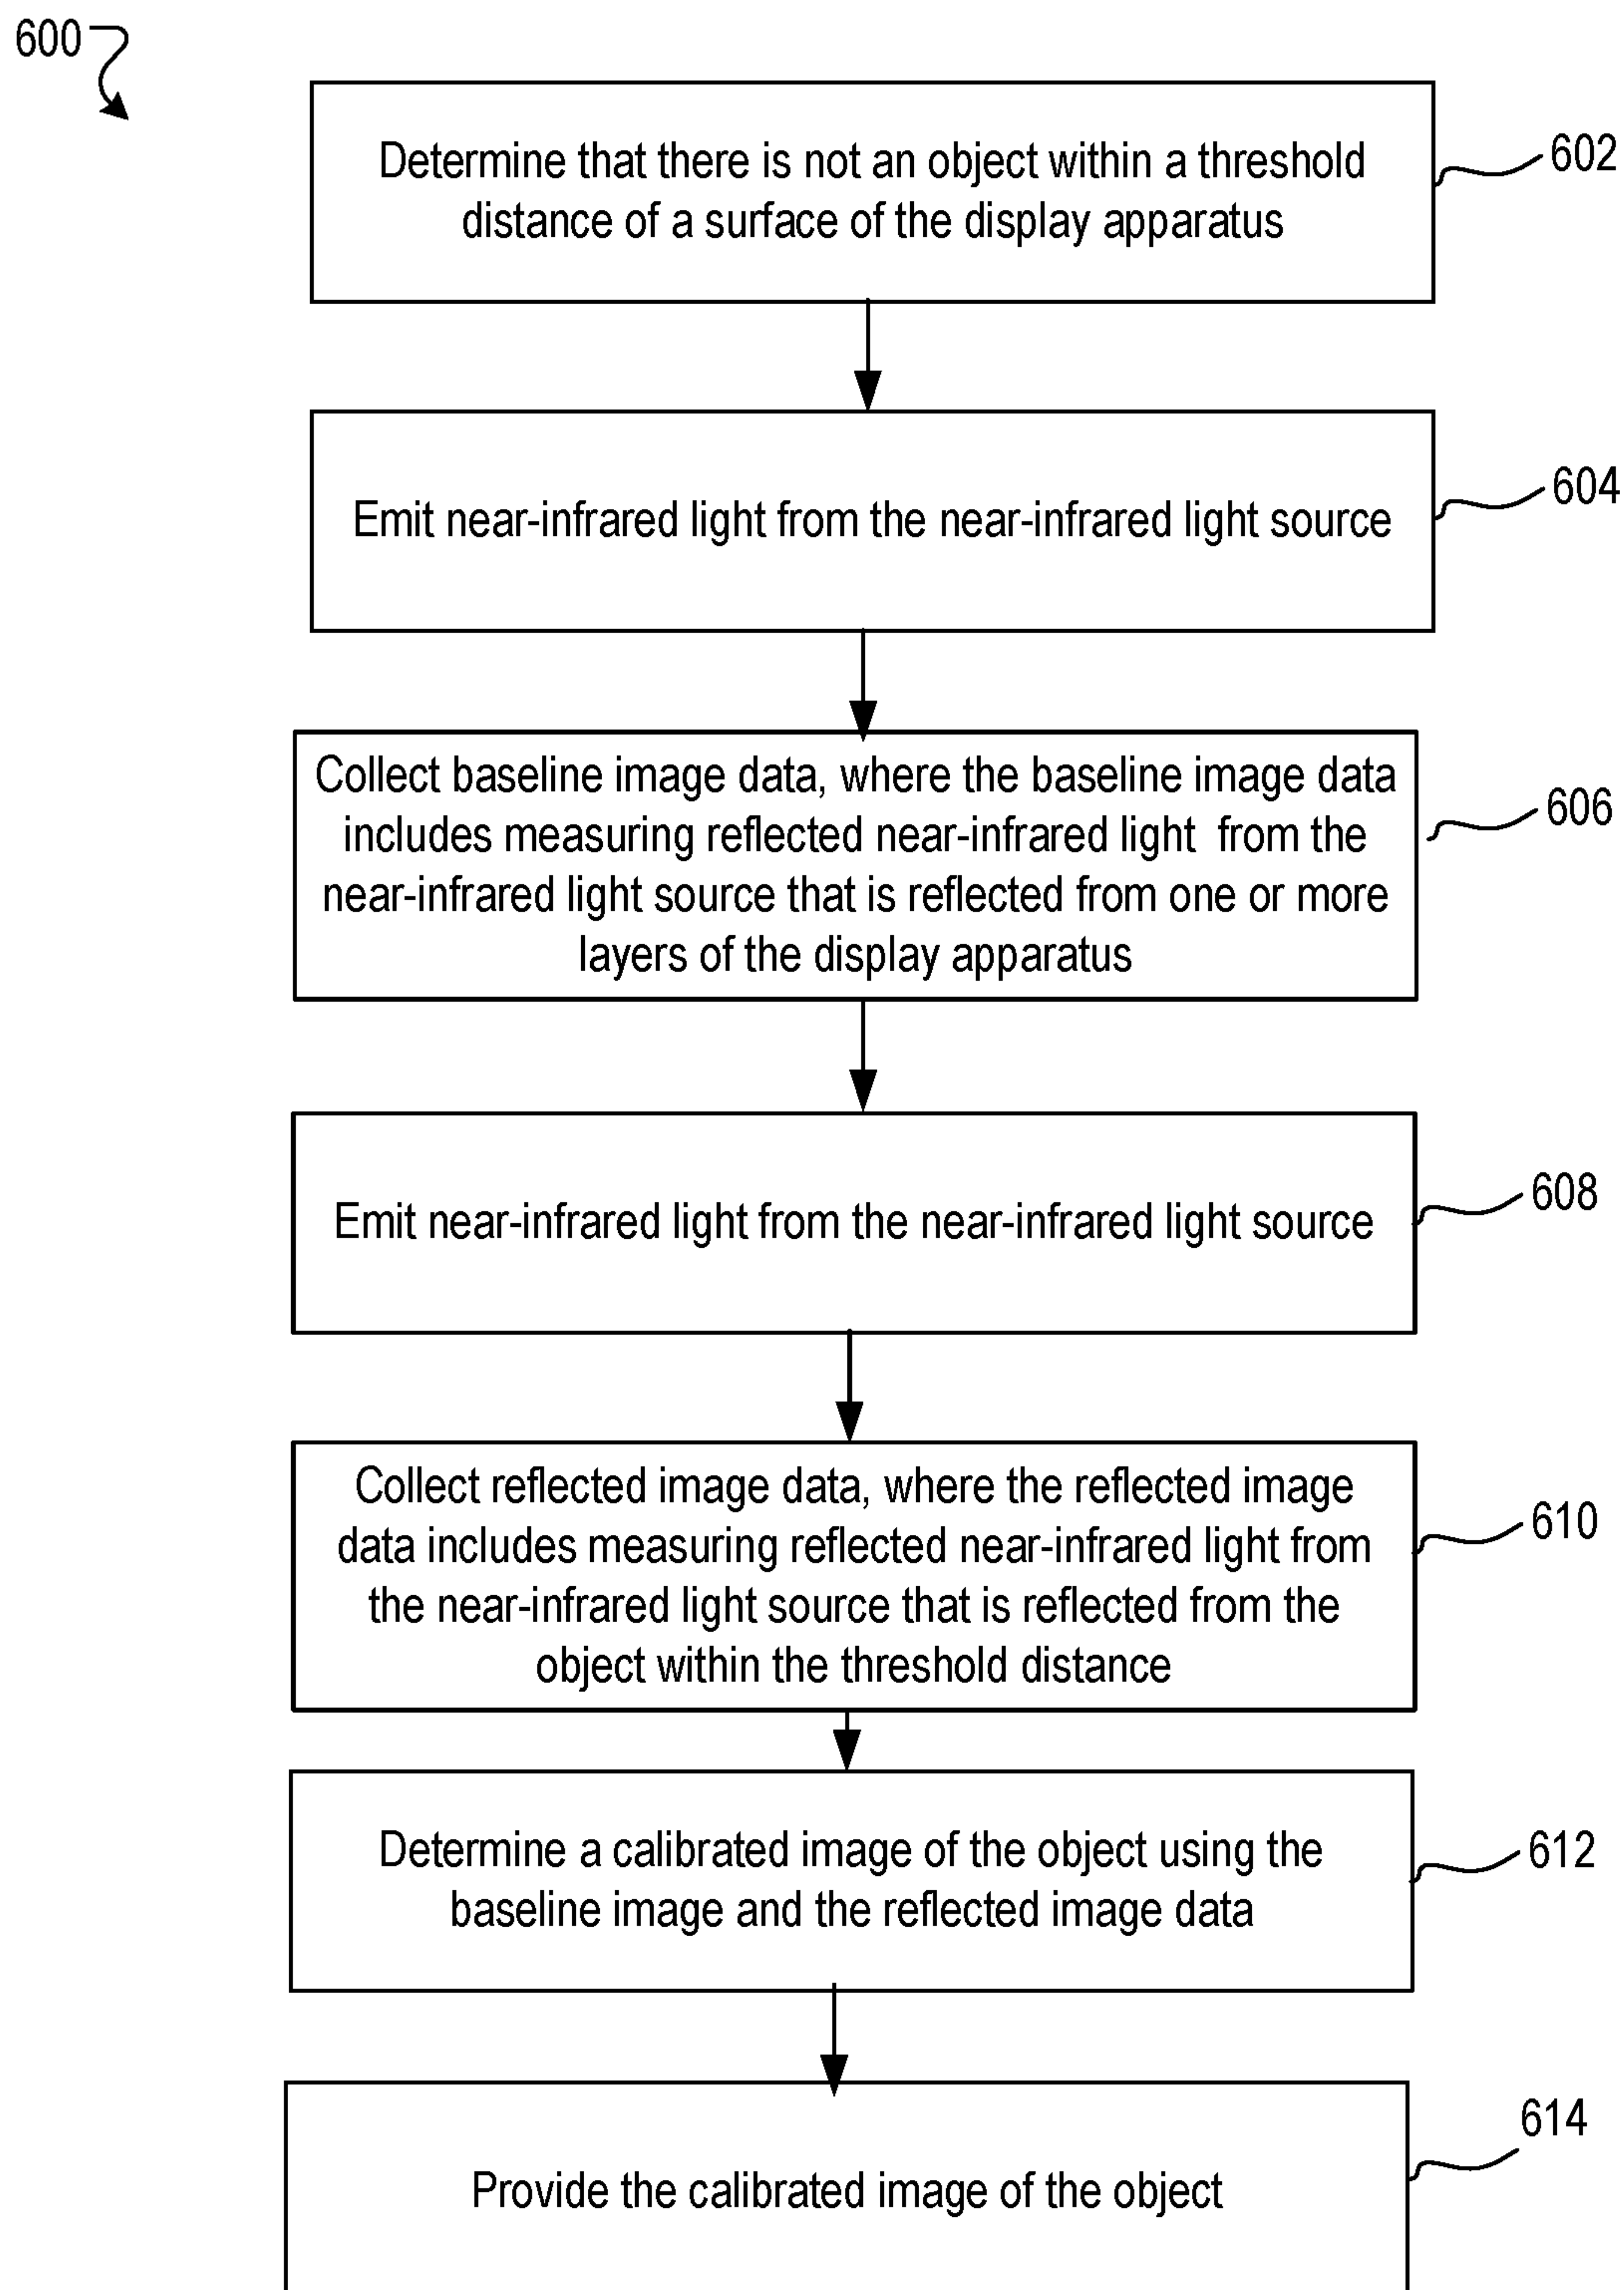 600
Determine that there is not an object within a threshold
distance of a surface of the display apparatus
602
Emit near-infrared light from the near-infrared light source
604
Collect baseline image data, where the baseline image data
includes measuring reflected near-infrared light from the
near-infrared light source that is reflected from one or more
layers of the display apparatus
606
Emit near-infrared light from the near-infrared light source
608
Collect reflected image data, where the reflected image
data includes measuring reflected near-infrared light from
the near-infrared light source that is reflected from the
object within the threshold distance
610
Determine a calibrated image of the object using the
baseline image and the reflected image data
612
Provide the calibrated image of the object
614